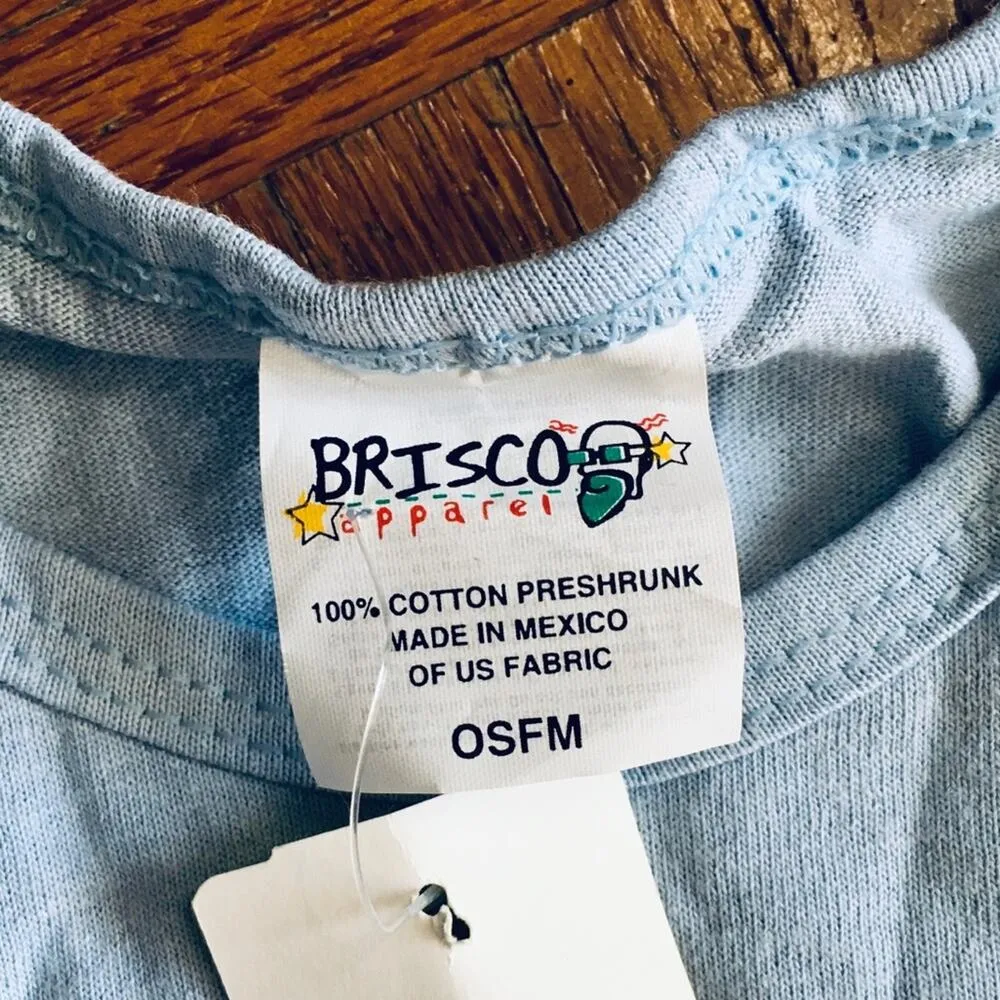 BRISCO
apparel
100% COTTON PRESHRUNK
MADE IN MEXICO
OF US FABRIC
OSFM